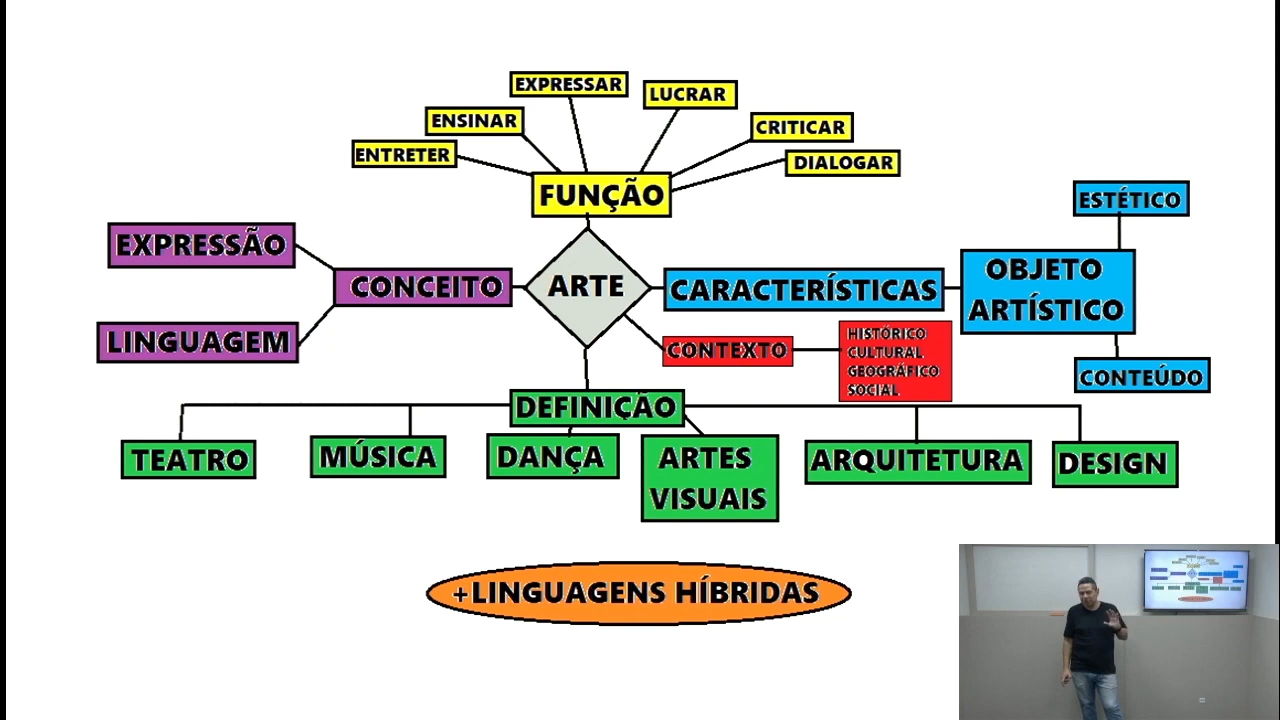 EXPRESSAR
LUCRAR
ENSINAR
CRITICAR
ENTRETER
DIALOGAR
FUNÇÃO
ESTÉTICO
EXPRESSÃO
CONCEITO
ARTE
CARACTERÍSTICAS
OBJETO
ARTÍSTICO
LINGUAGEM
CONTEXTO
HISTÓRICO
CULTURAL
GEOGRÁFICO
SOCIAL
CONTEÚDO
DEFINIÇÃO
TEATRO
MÚSICA
DANÇA
ARTES
VISUAIS
ARQUITETURA
DESIGN
+LINGUAGENS HÍBRIDAS